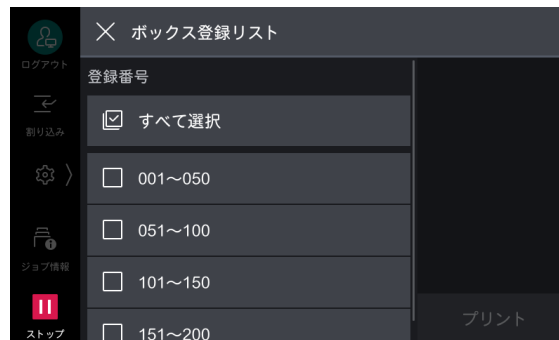 ログアウト
割り込み
ジョブ情報
ストップ
ボックス登録リスト
登録番号
すべて選択
001～050
051～100
101～150
151～200
プリント